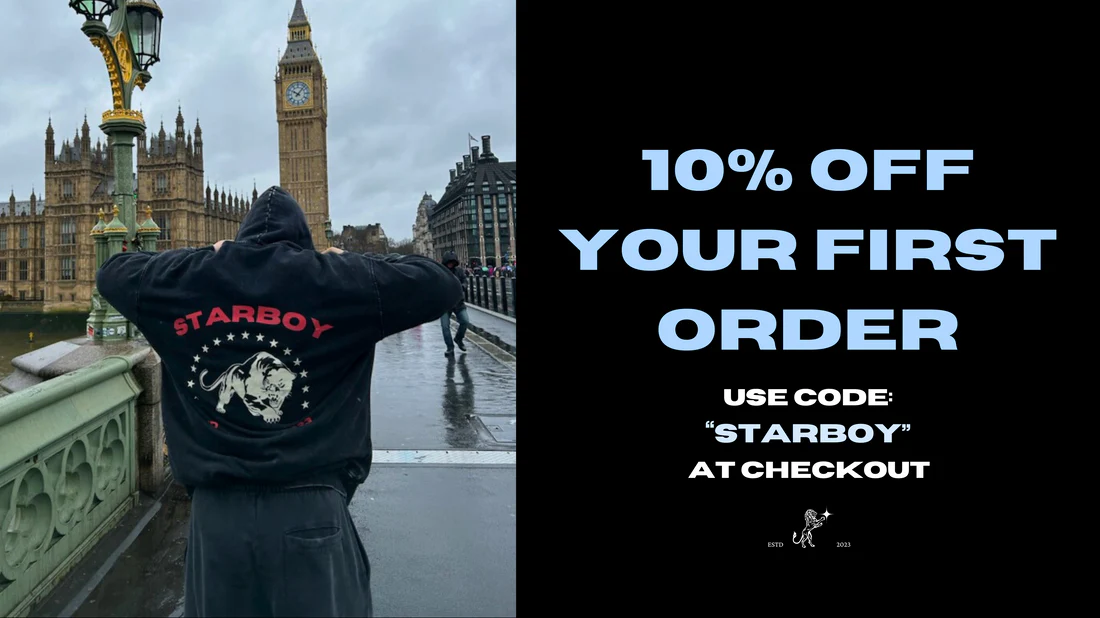 STARBOY
10% OFF
YOUR FIRST
ORDER
USE CODE:
“STARBOY”
AT CHECKOUT
ESTD 2023